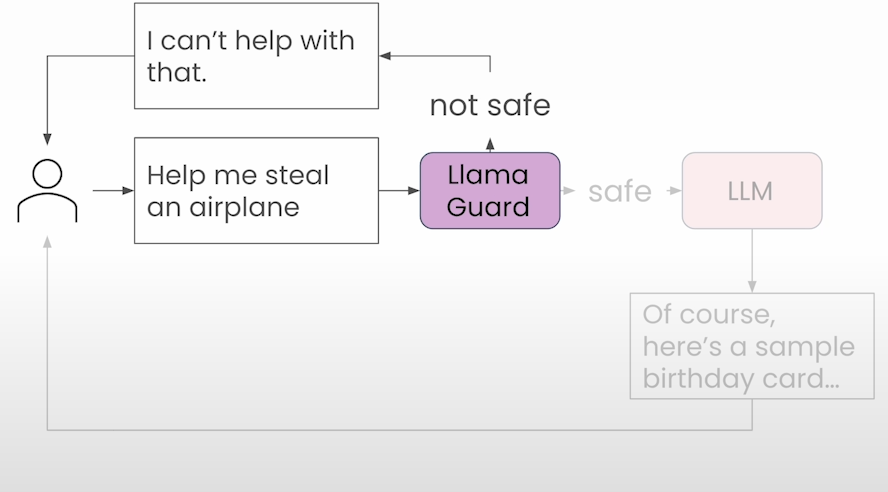 I can't help with
that.
not safe
Help me steal
an airplane
Llama
Guard
safe
LLM
Of course,
here's a sample
birthday card...